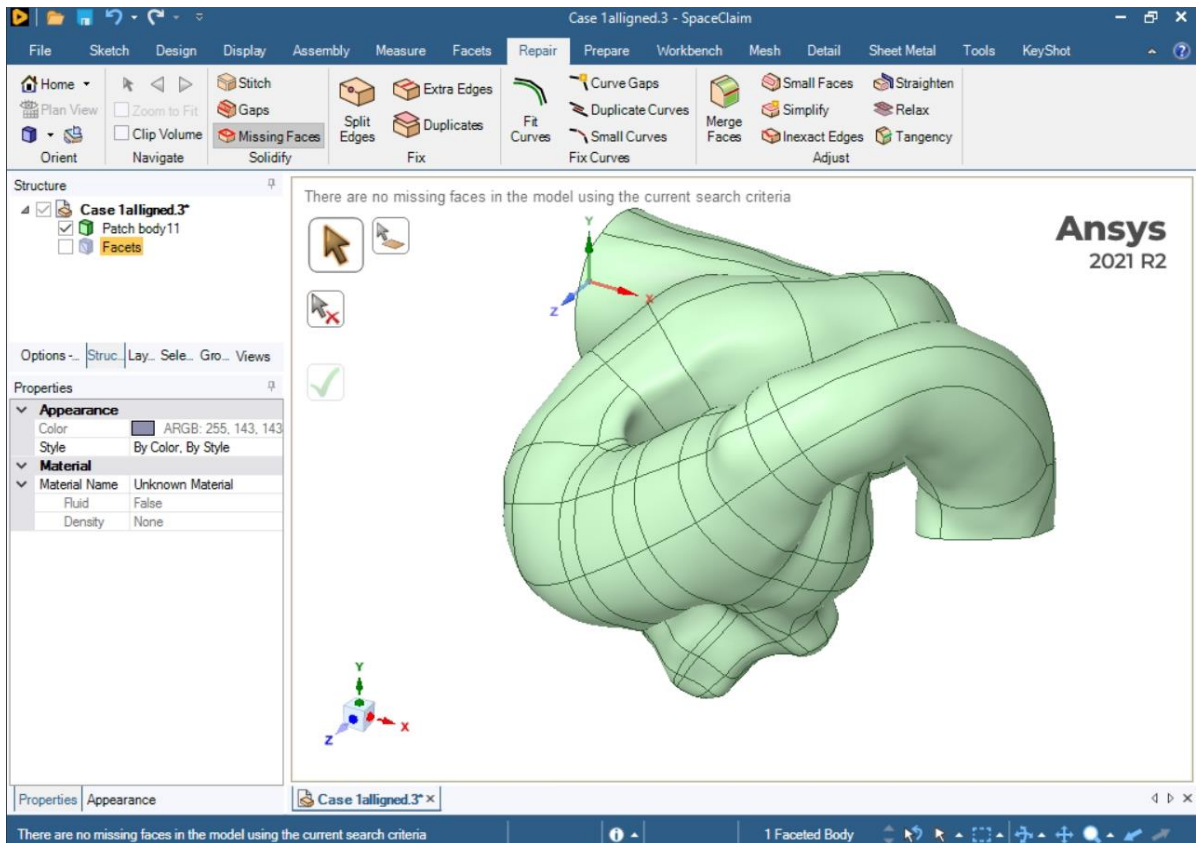 Case 1alligned.3 - SpaceClaim
File Sketch Design Display Assembly Measure Facets Repair Prepare Workbench Mesh Detail Sheet Metal Tools KeyShot
Home Stitch Extra Edges Curve Gaps Small Faces Straighten
Plan View Zoom to Fit Gaps Split Edges Duplicates Fit Curves Duplicate Curves Merge Faces Simplify Relax
Clip Volume Missing Faces Small Curves Inexact Edges Tangency
Orient Navigate Solidify Fix Fix Curves Adjust
Structure
Case 1alligned.3*
Patch body11
Facets
Options -... Struc... Lay... Sele... Gro... Views
Properties
Appearance
Color ARGB: 255, 143, 143
Style By Color, By Style
Material
Material Name Unknown Material
Fluid False
Density None
Properties Appearance
There are no missing faces in the model using the current search criteria
Ansys
2021 R2
Y
X
Z
Y
X
Z
Case 1alligned.3*
There are no missing faces in the model using the current search criteria 1 Faceted Body